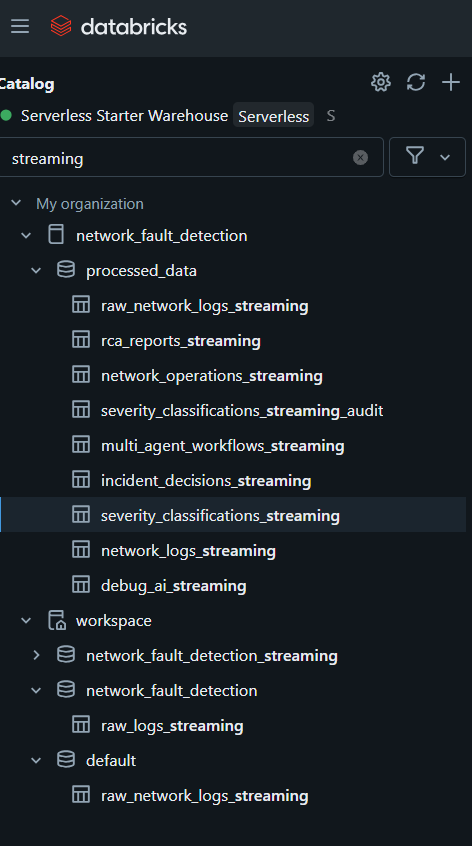 databricks
Catalog
Serverless Starter Warehouse Serverless S
streaming
My organization
network_fault_detection
processed_data
raw_network_logs_streaming
rca_reports_streaming
network_operations_streaming
severity_classifications_streaming_audit
multi_agent_workflows_streaming
incident_decisions_streaming
severity_classifications_streaming
network_logs_streaming
debug_ai_streaming
workspace
network_fault_detection_streaming
network_fault_detection
raw_logs_streaming
default
raw_network_logs_streaming